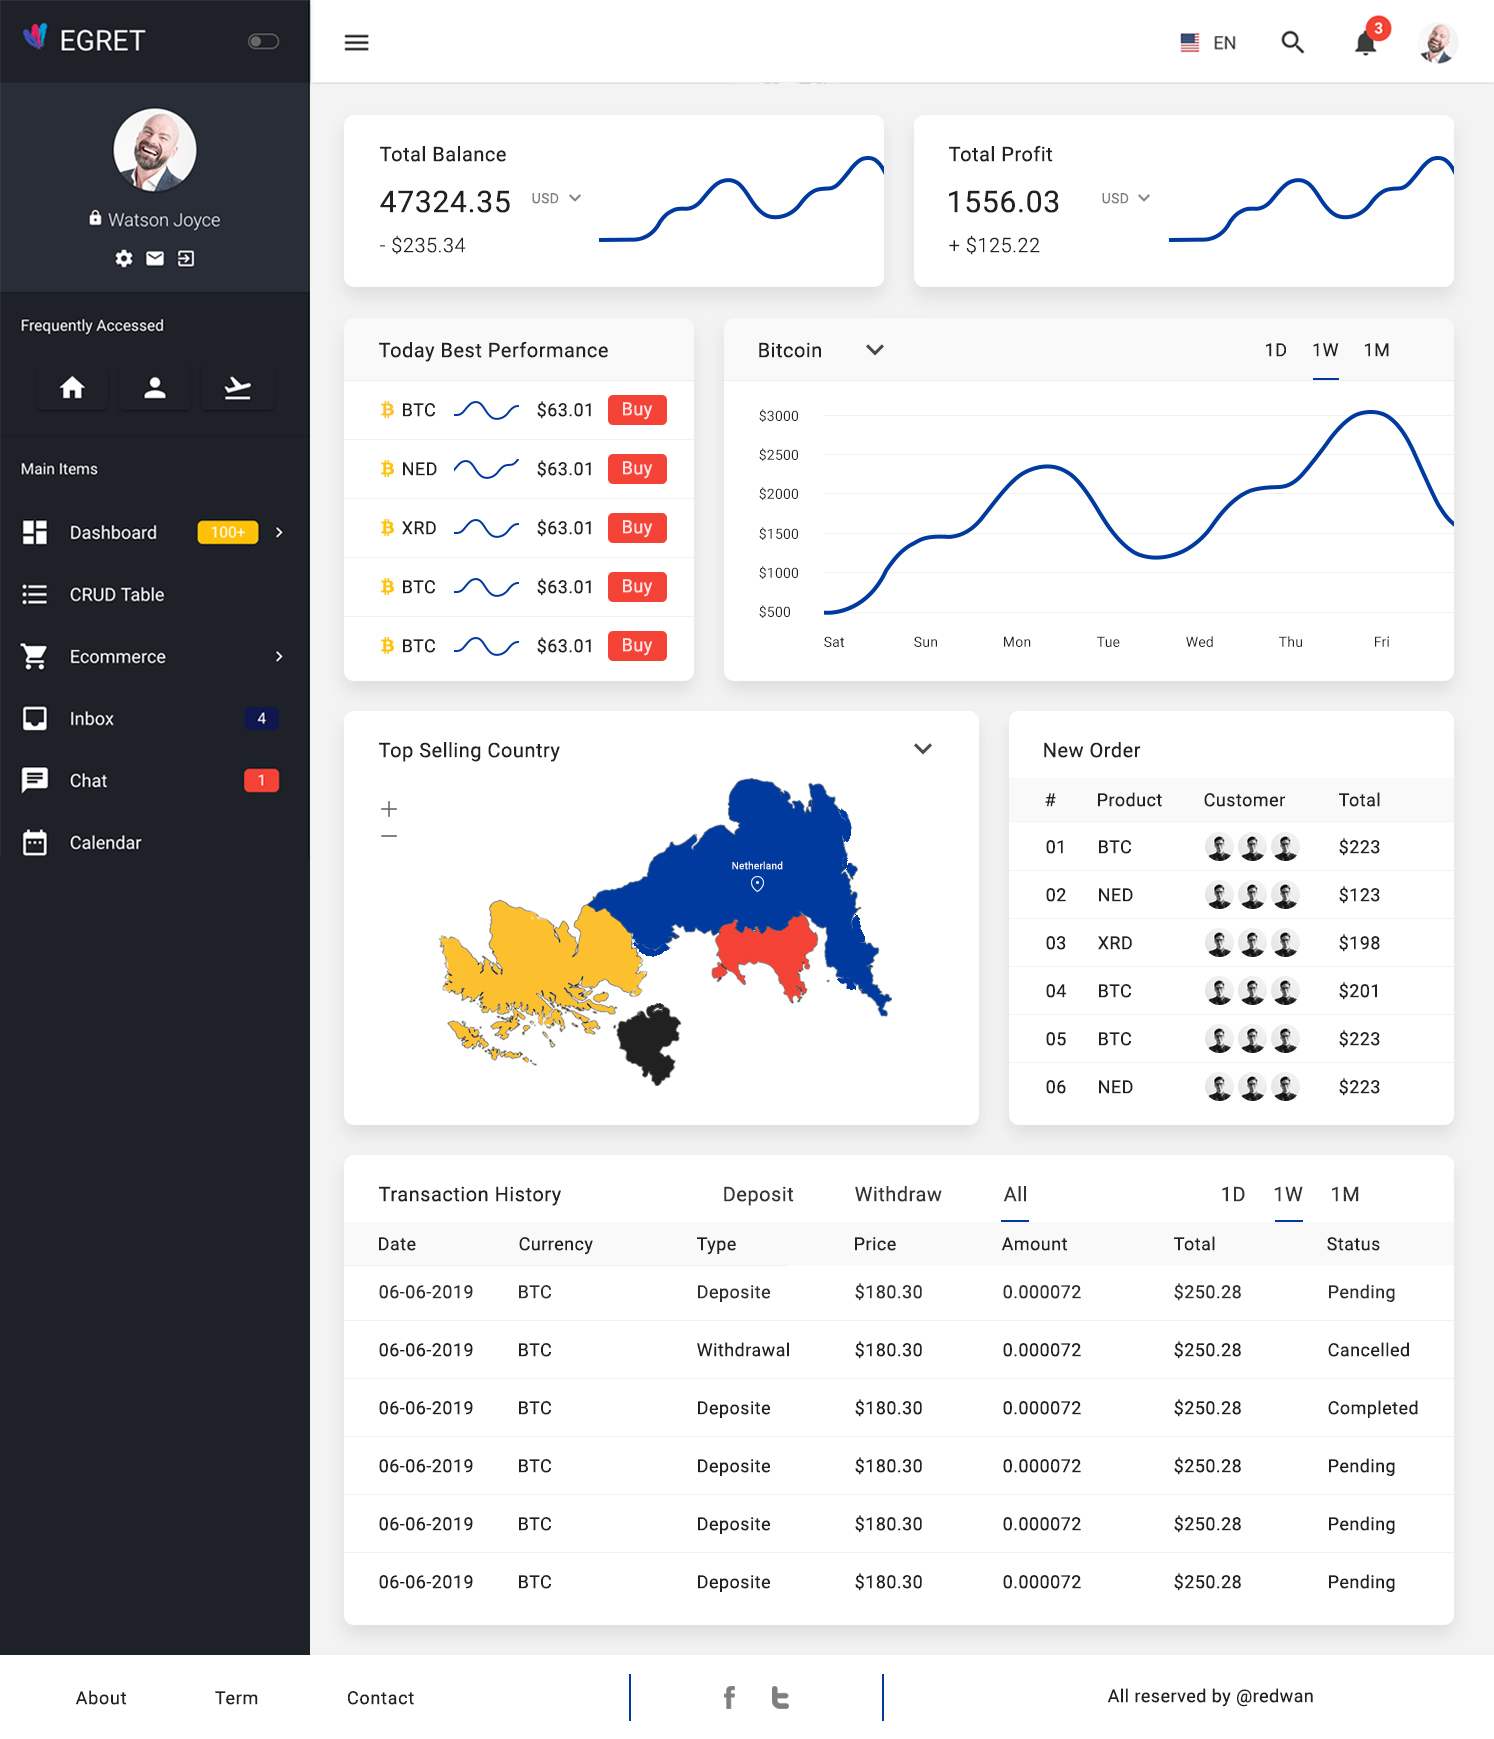 EGRET
EN
3
Watson Joyce
Frequently Accessed
Main Items
Dashboard 100+
CRUD Table
Ecommerce
Inbox 4
Chat 1
Calendar
Total Balance
47324.35 USD
- $235.34
Total Profit
1556.03 USD
+ $125.22
Today Best Performance
BTC $63.01 Buy
NED $63.01 Buy
XRD $63.01 Buy
BTC $63.01 Buy
BTC $63.01 Buy
Bitcoin 1D 1W 1M
$3000
$2500
$2000
$1500
$1000
$500
Sat Sun Mon Tue Wed Thu Fri
Top Selling Country
Netherland
New Order
# Product Customer Total
01 BTC $223
02 NED $123
03 XRD $198
04 BTC $201
05 BTC $223
06 NED $223
Transaction History Deposit Withdraw All 1D 1W 1M
Date Currency Type Price Amount Total Status
06-06-2019 BTC Deposite $180.30 0.000072 $250.28 Pending
06-06-2019 BTC Withdrawal $180.30 0.000072 $250.28 Cancelled
06-06-2019 BTC Deposite $180.30 0.000072 $250.28 Completed
06-06-2019 BTC Deposite $180.30 0.000072 $250.28 Pending
06-06-2019 BTC Deposite $180.30 0.000072 $250.28 Pending
06-06-2019 BTC Deposite $180.30 0.000072 $250.28 Pending
About Term Contact All reserved by @redwan